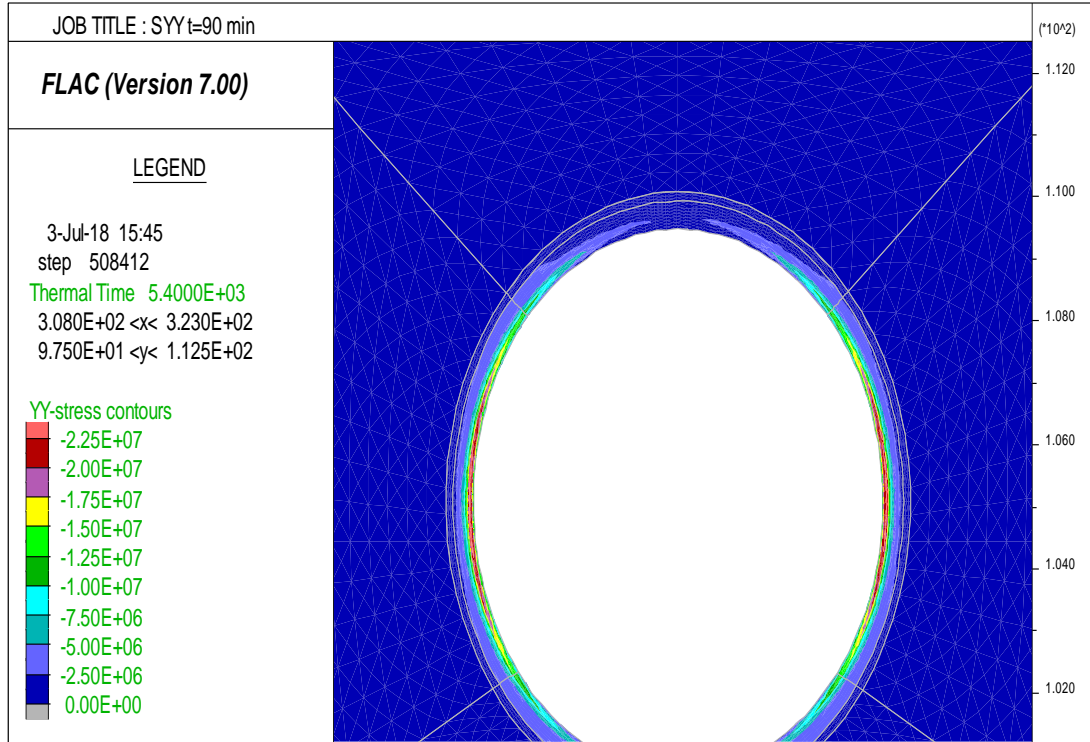 JOB TITLE : SYY t=90 min
FLAC (Version 7.00)
LEGEND
3-Jul-18 15:45
step 508412
Thermal Time 5.4000E+03
3.080E+02 <x< 3.230E+02
9.750E+01 <y< 1.125E+02
YY-stress contours
-2.25E+07
-2.00E+07
-1.75E+07
-1.50E+07
-1.25E+07
-1.00E+07
-7.50E+06
-5.00E+06
-2.50E+06
0.00E+00
(*10^2)
1.120
1.100
1.080
1.060
1.040
1.020